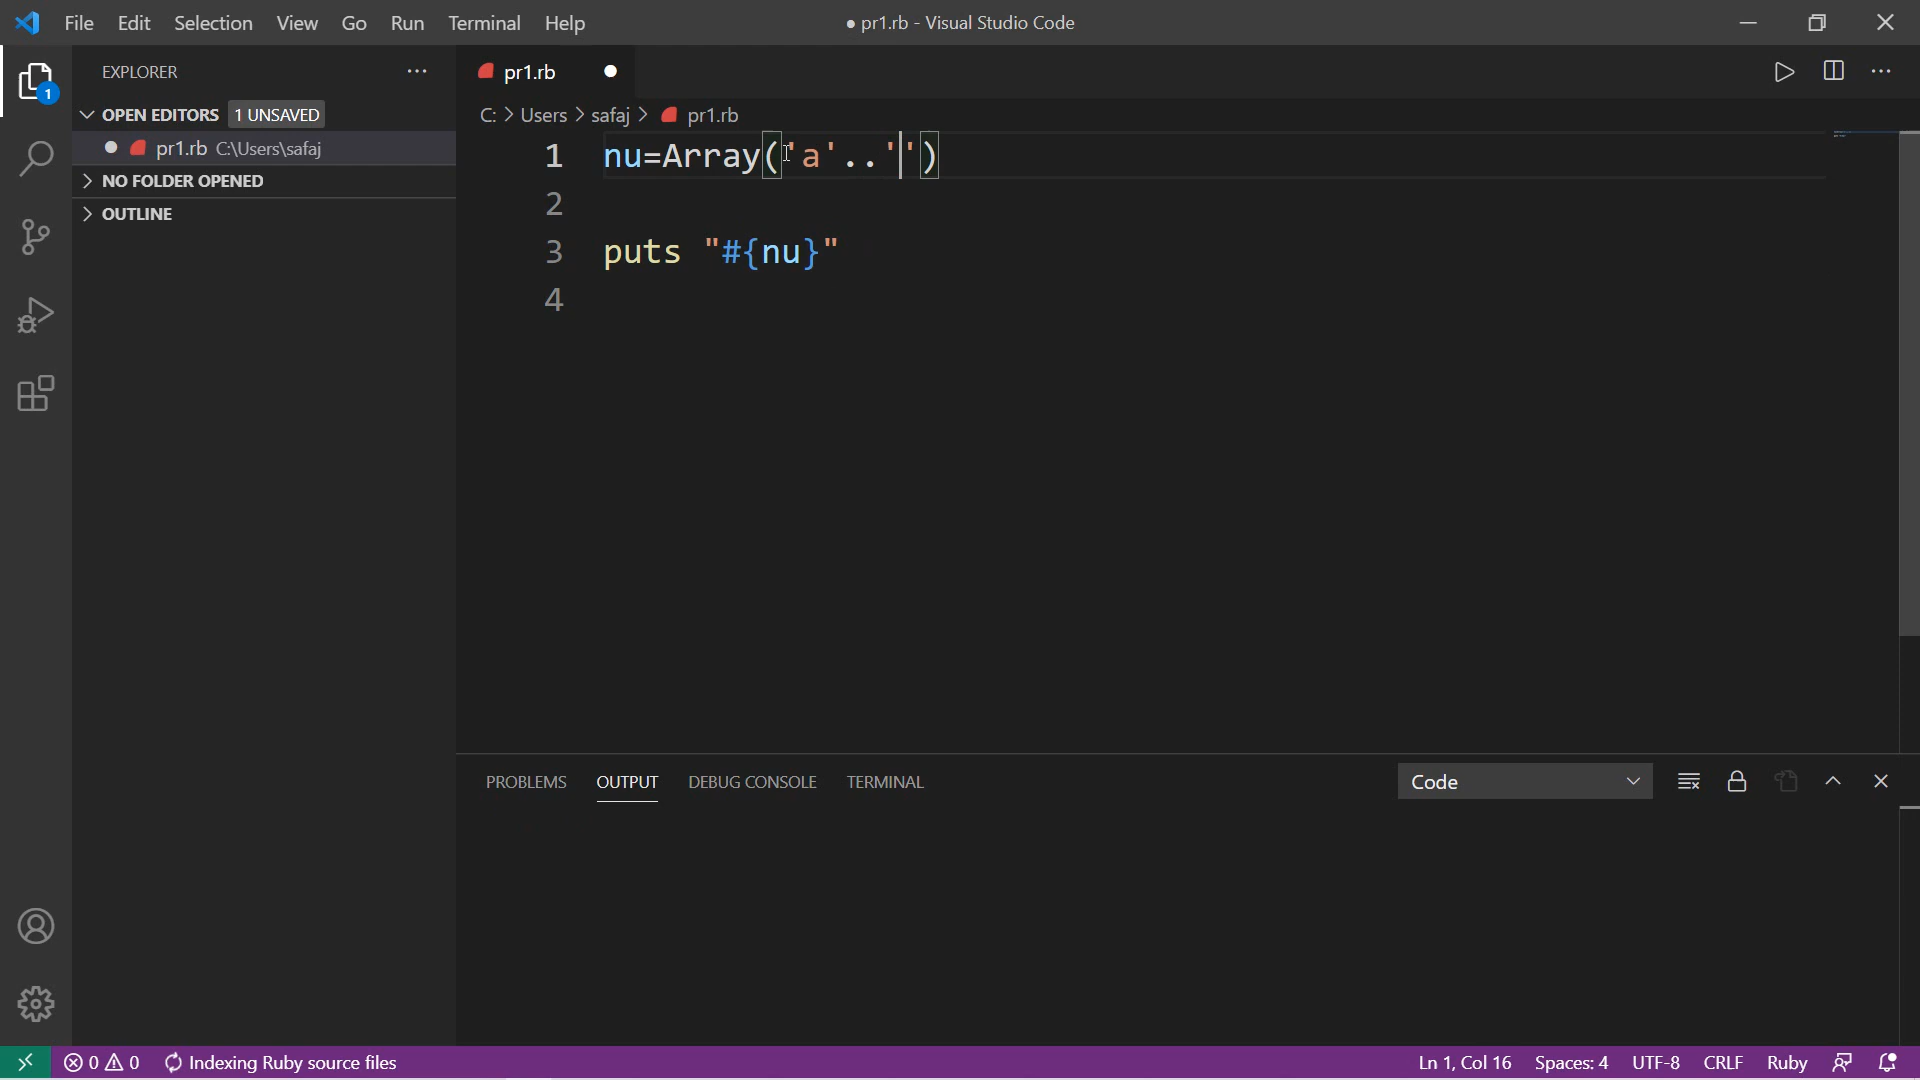 File Edit Selection View Go Run Terminal Help
● pr1.rb - Visual Studio Code
EXPLORER
OPEN EDITORS 1 UNSAVED
pr1.rb C:\Users\safaj
NO FOLDER OPENED
OUTLINE
1
pr1.rb
C: > Users > safaj > pr1.rb
1 nu=Array('a'..'')
2
3 puts "#{nu}"
4
PROBLEMS OUTPUT DEBUG CONSOLE TERMINAL
Code
0 0 Indexing Ruby source files
Ln 1, Col 16 Spaces: 4 UTF-8 CRLF Ruby